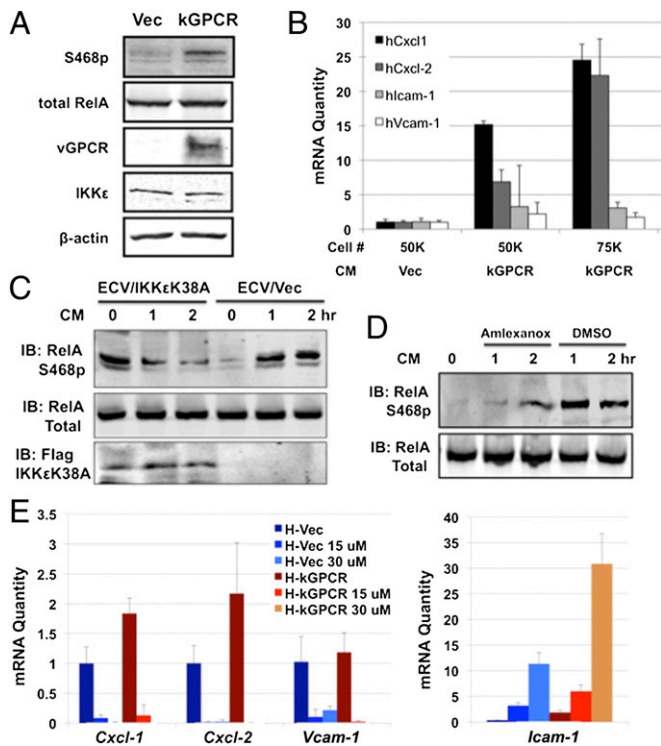 A
Vec kGPCR
S468p
total RelA
vGPCR
IKKε
β-actin
B
mRNA Quantity
30
25
20
15
10
5
0
hCxcl1
hCxcl-2
hIcam-1
hVcam-1
Cell # 50K 50K 75K
CM Vec kGPCR kGPCR
C
ECV/IKKεK38A ECV/Vec
CM 0 1 2 0 1 2 hr
IB: RelA
S468p
IB: RelA
Total
IB: Flag
IKKεK38A
D
Amlexanox DMSO
CM 0 1 2 1 2 hr
IB: RelA
S468p
IB: RelA
Total
E
mRNA Quantity
3.5
3
2.5
2
1.5
1
0.5
0
H-Vec
H-Vec 15 uM
H-Vec 30 uM
H-kGPCR
H-kGPCR 15 uM
H-kGPCR 30 uM
Cxcl-1 Cxcl-2 Vcam-1
mRNA Quantity
40
35
30
25
20
15
10
5
0
Icam-1